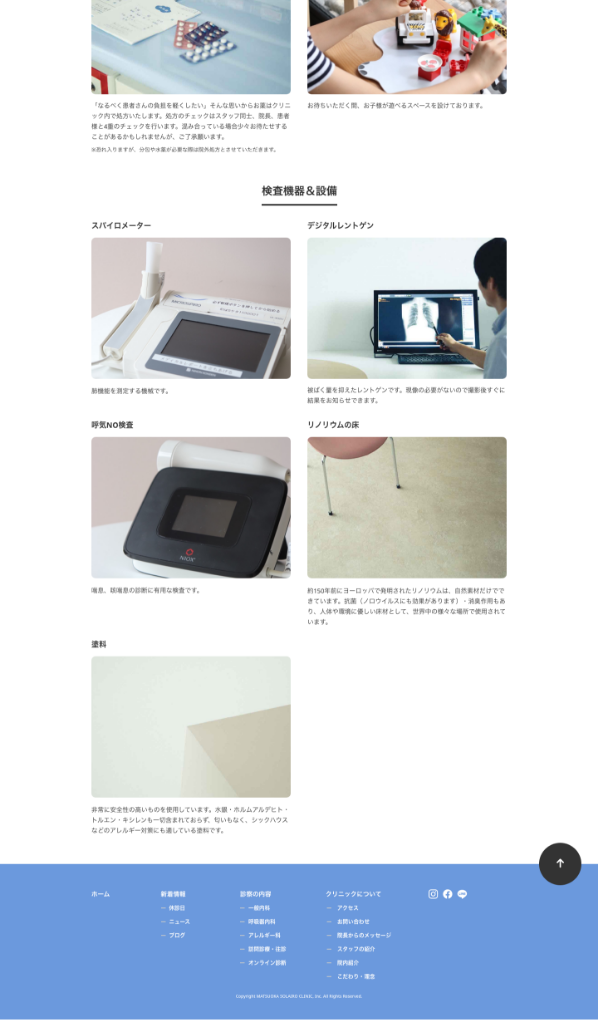 「なるべく患者さんの負担を軽くしたい」そんな思いからお薬はクリニ
ック内で処方いたします。処方のチェックはスタッフ同士、院長、患者
様と4重のチェックを行います。混み合っている場合少々お待たせする
ことがあるかもしれませんが、ご了承願います。
※恐れ入りますが、分包や水薬が必要な際は院外処方とさせていただきます。
お待ちいただく間、お子様が遊べるスペースを設けております。
検査機器＆設備
スパイロメーター
肺機能を測定する機械です。
デジタルレントゲン
被ばく量を抑えたレントゲンです。現像の必要がないので撮影後すぐに
結果をお知らせできます。
呼気NO検査
NIOX
喘息、咳喘息の診断に有用な検査です。
リノリウムの床
約150年前にヨーロッパで発明されたリノリウムは、自然素材だけでで
きています。抗菌（ノロウイルスにも効果があります）・消臭作用もあ
り、人体や環境に優しい床材として、世界中の様々な場所で使用されて
います。
塗料
非常に安全性の高いものを使用しています。水銀・ホルムアルデヒト・
トルエン・キシレンも一切含まれておらず、匂いもなく、シックハウス
などのアレルギー対策にも適している塗料です。
ホーム
新着情報
― 休診日
― ニュース
― ブログ
診療の内容
― 一般内科
― 呼吸器内科
― アレルギー科
― 訪問診療・往診
― オンライン診断
クリニックについて
― アクセス
― お問い合わせ
― 院長からのメッセージ
― スタッフの紹介
― 院内紹介
― こだわり・理念